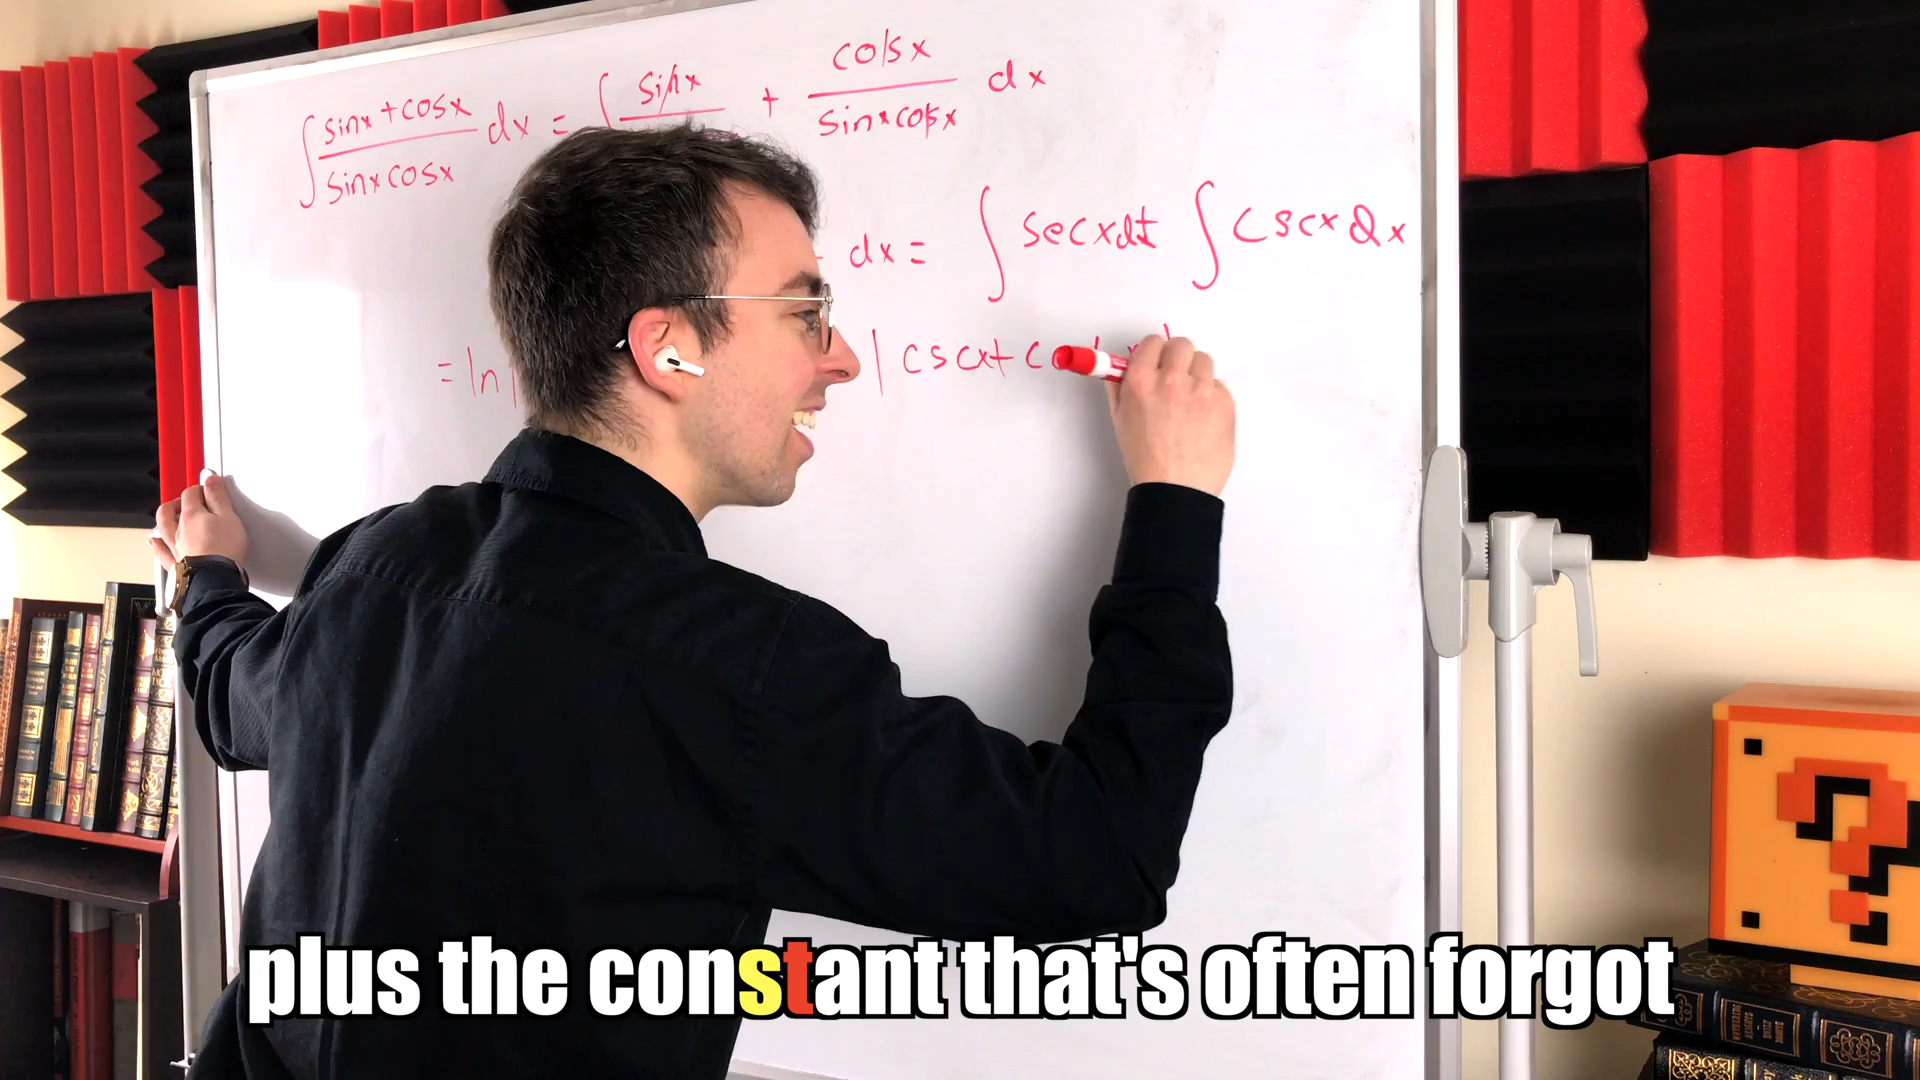 ∫ sinx + cosx / sinx cosx dx = ∫ sinx + cosx / sinx cosx dx
dx = ∫ secx dx ∫ cscx dx
= ln | | cscx + cotx |
plus the constant that's often forgot